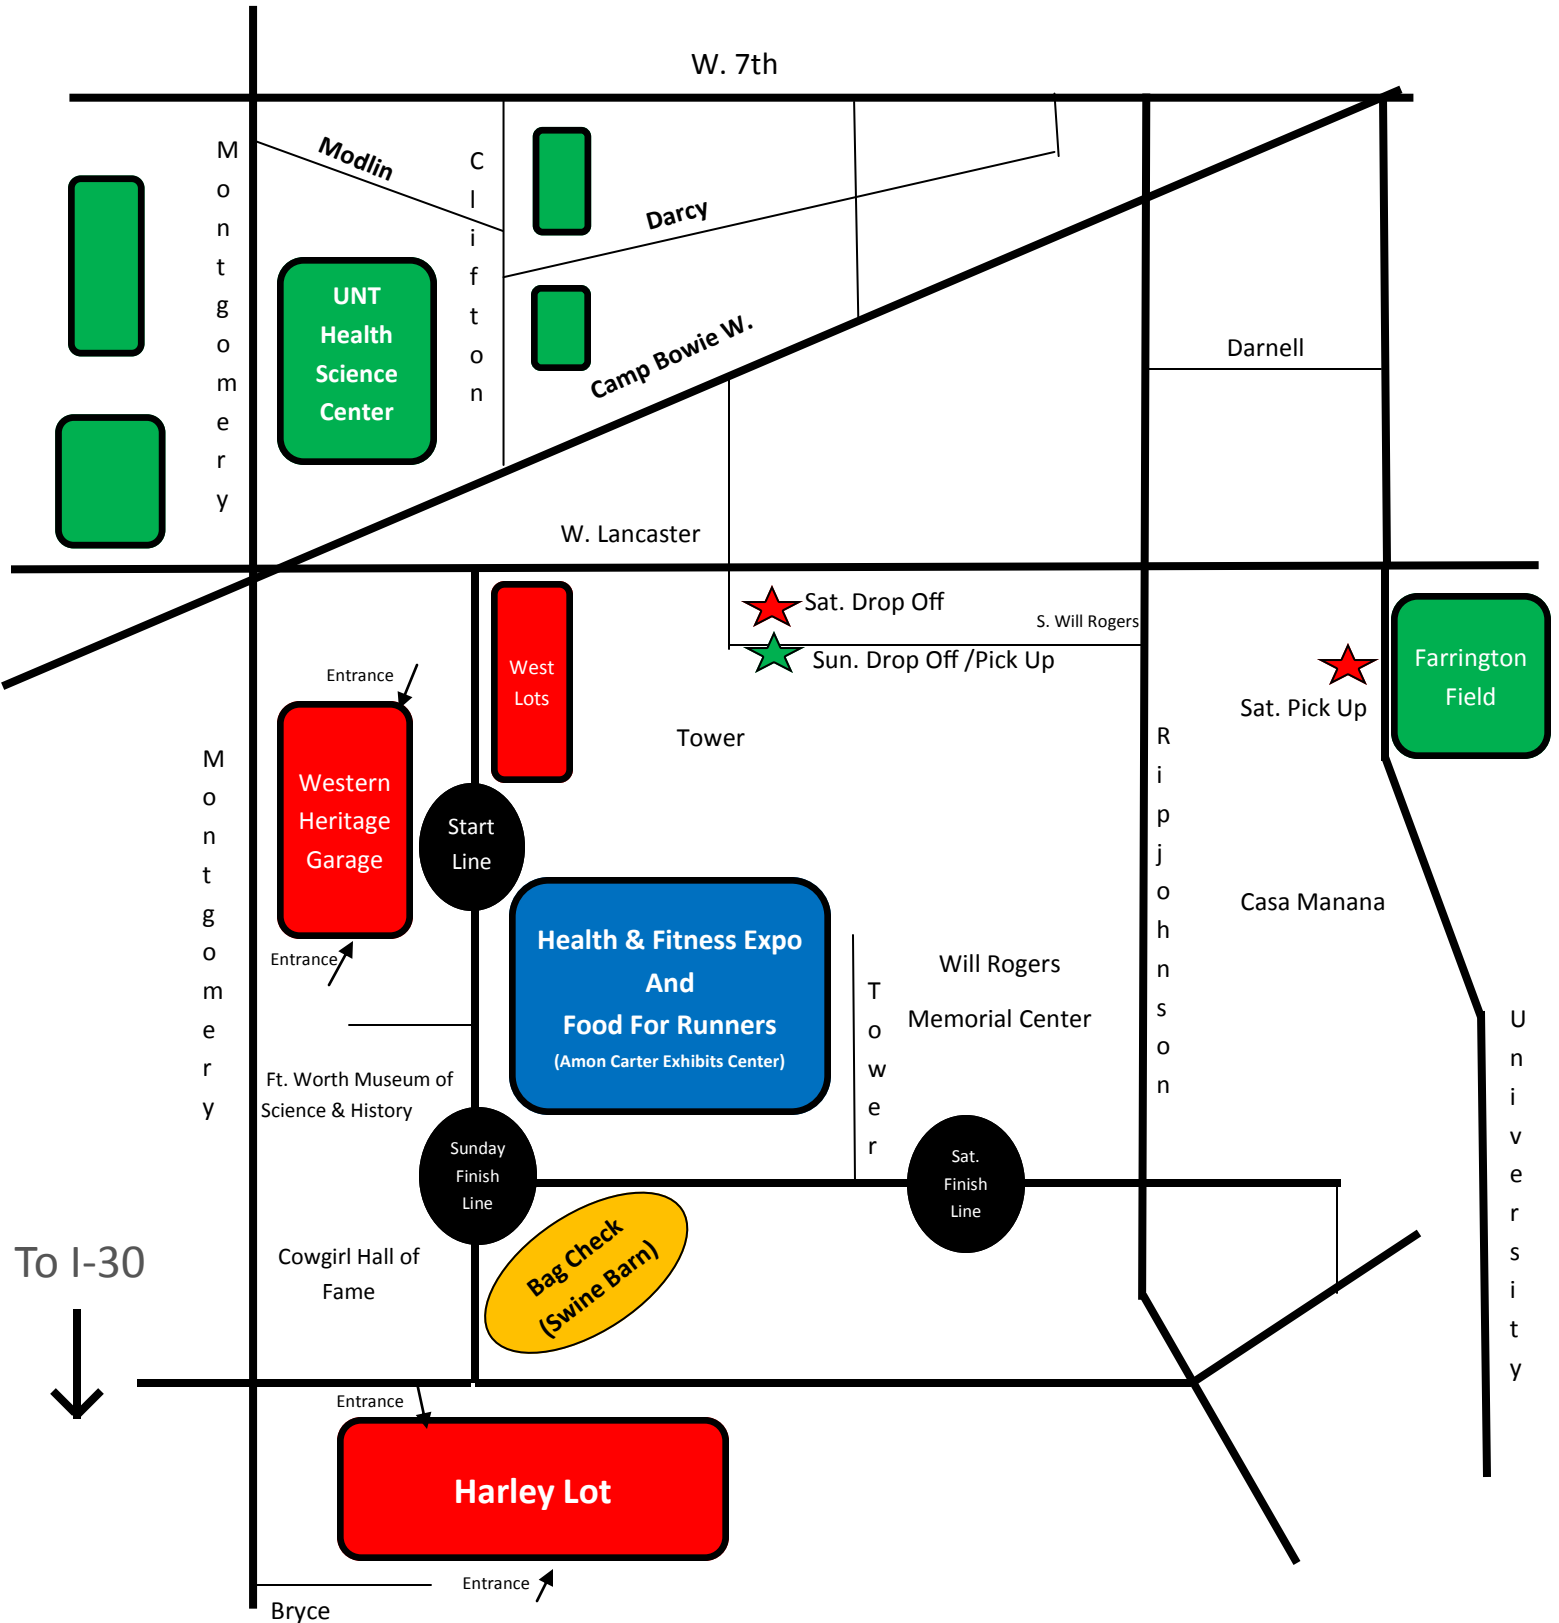 W. 7th
Montgomery
Modlin
Clifton
Darcy
UNT
Health
Science
Center
Camp Bowie W.
Darnell
W. Lancaster
Sat. Drop Off
S. Will Rogers
Sun. Drop Off /Pick Up
West
Lots
Entrance
Farrington
Field
Sat. Pick Up
Tower
Ripjohnson
Montgomery
Western
Heritage
Garage
Start
Line
Casa Manana
Health & Fitness Expo
And
Food For Runners
(Amon Carter Exhibits Center)
Entrance
Tower
Will Rogers
Memorial Center
University
Ft. Worth Museum of
Science & History
Sunday
Finish
Line
Sat.
Finish
Line
To I-30
Cowgirl Hall of
Fame
Bag Check
(Swine Barn)
Entrance
Harley Lot
Entrance
Bryce